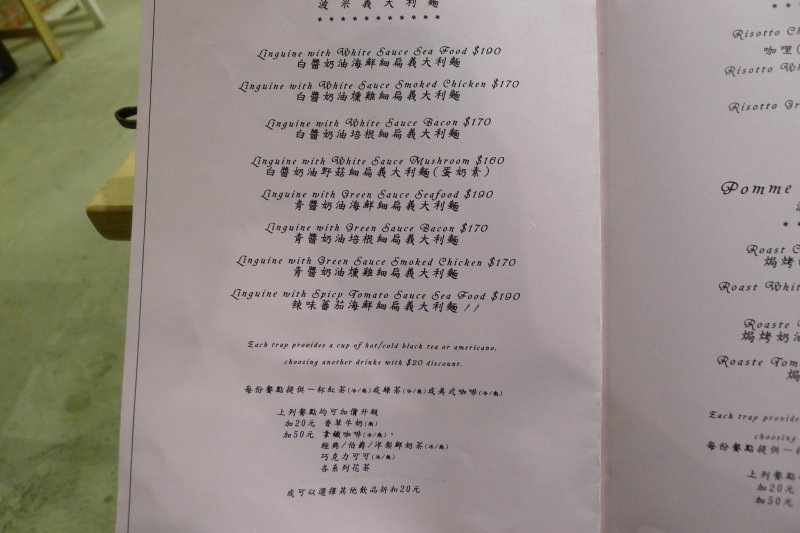 波米義大利麵
* * * * * * * * * * *
Linguine with White Sauce Sea Food $190
白醬奶油海鮮細扁義大利麵
Linguine with White Sauce Smoked Chicken $170
白醬奶油燻雞細扁義大利麵
Linguine with White Sauce Bacon $170
白醬奶油培根細扁義大利麵
Linguine with White Sauce Mushroom $160
白醬奶油野菇細扁義大利麵(蛋奶素)
Linguine with Green Sauce Seafood $190
青醬奶油海鮮細扁義大利麵
Linguine with Green Sauce Bacon $170
青醬奶油培根細扁義大利麵
Linguine with Green Sauce Smoked Chicken $170
青醬奶油燻雞細扁義大利麵
Linguine with Spicy Tomato Sauce Sea Food $190
辣味蕃茄海鮮細扁義大利麵 !!
Each trap provides a cup of hot/cold black tea or americano,
choosing another drinks with $20 discount.
每份餐點提供一杯紅茶(冷/熱)或綠茶(冷/熱)或美式咖啡(冷/熱)
上列餐點均可加價升級
加20元 香草牛奶(熱)
加50元 拿鐵咖啡(冷/熱)、
經典/伯爵/洋梨鮮奶茶(冷/熱)
巧克力可可(冷/熱)
各系列花茶
或可以選擇其他飲品折扣20元
* *
Risotto
咖哩
Risotto
Risotto
Pomme
* *
Roast
焗烤
Roast
Roaste
焗烤奶
Roaste
焗
Each trap
choosing
每份餐點
上列餐
加20元
加50元